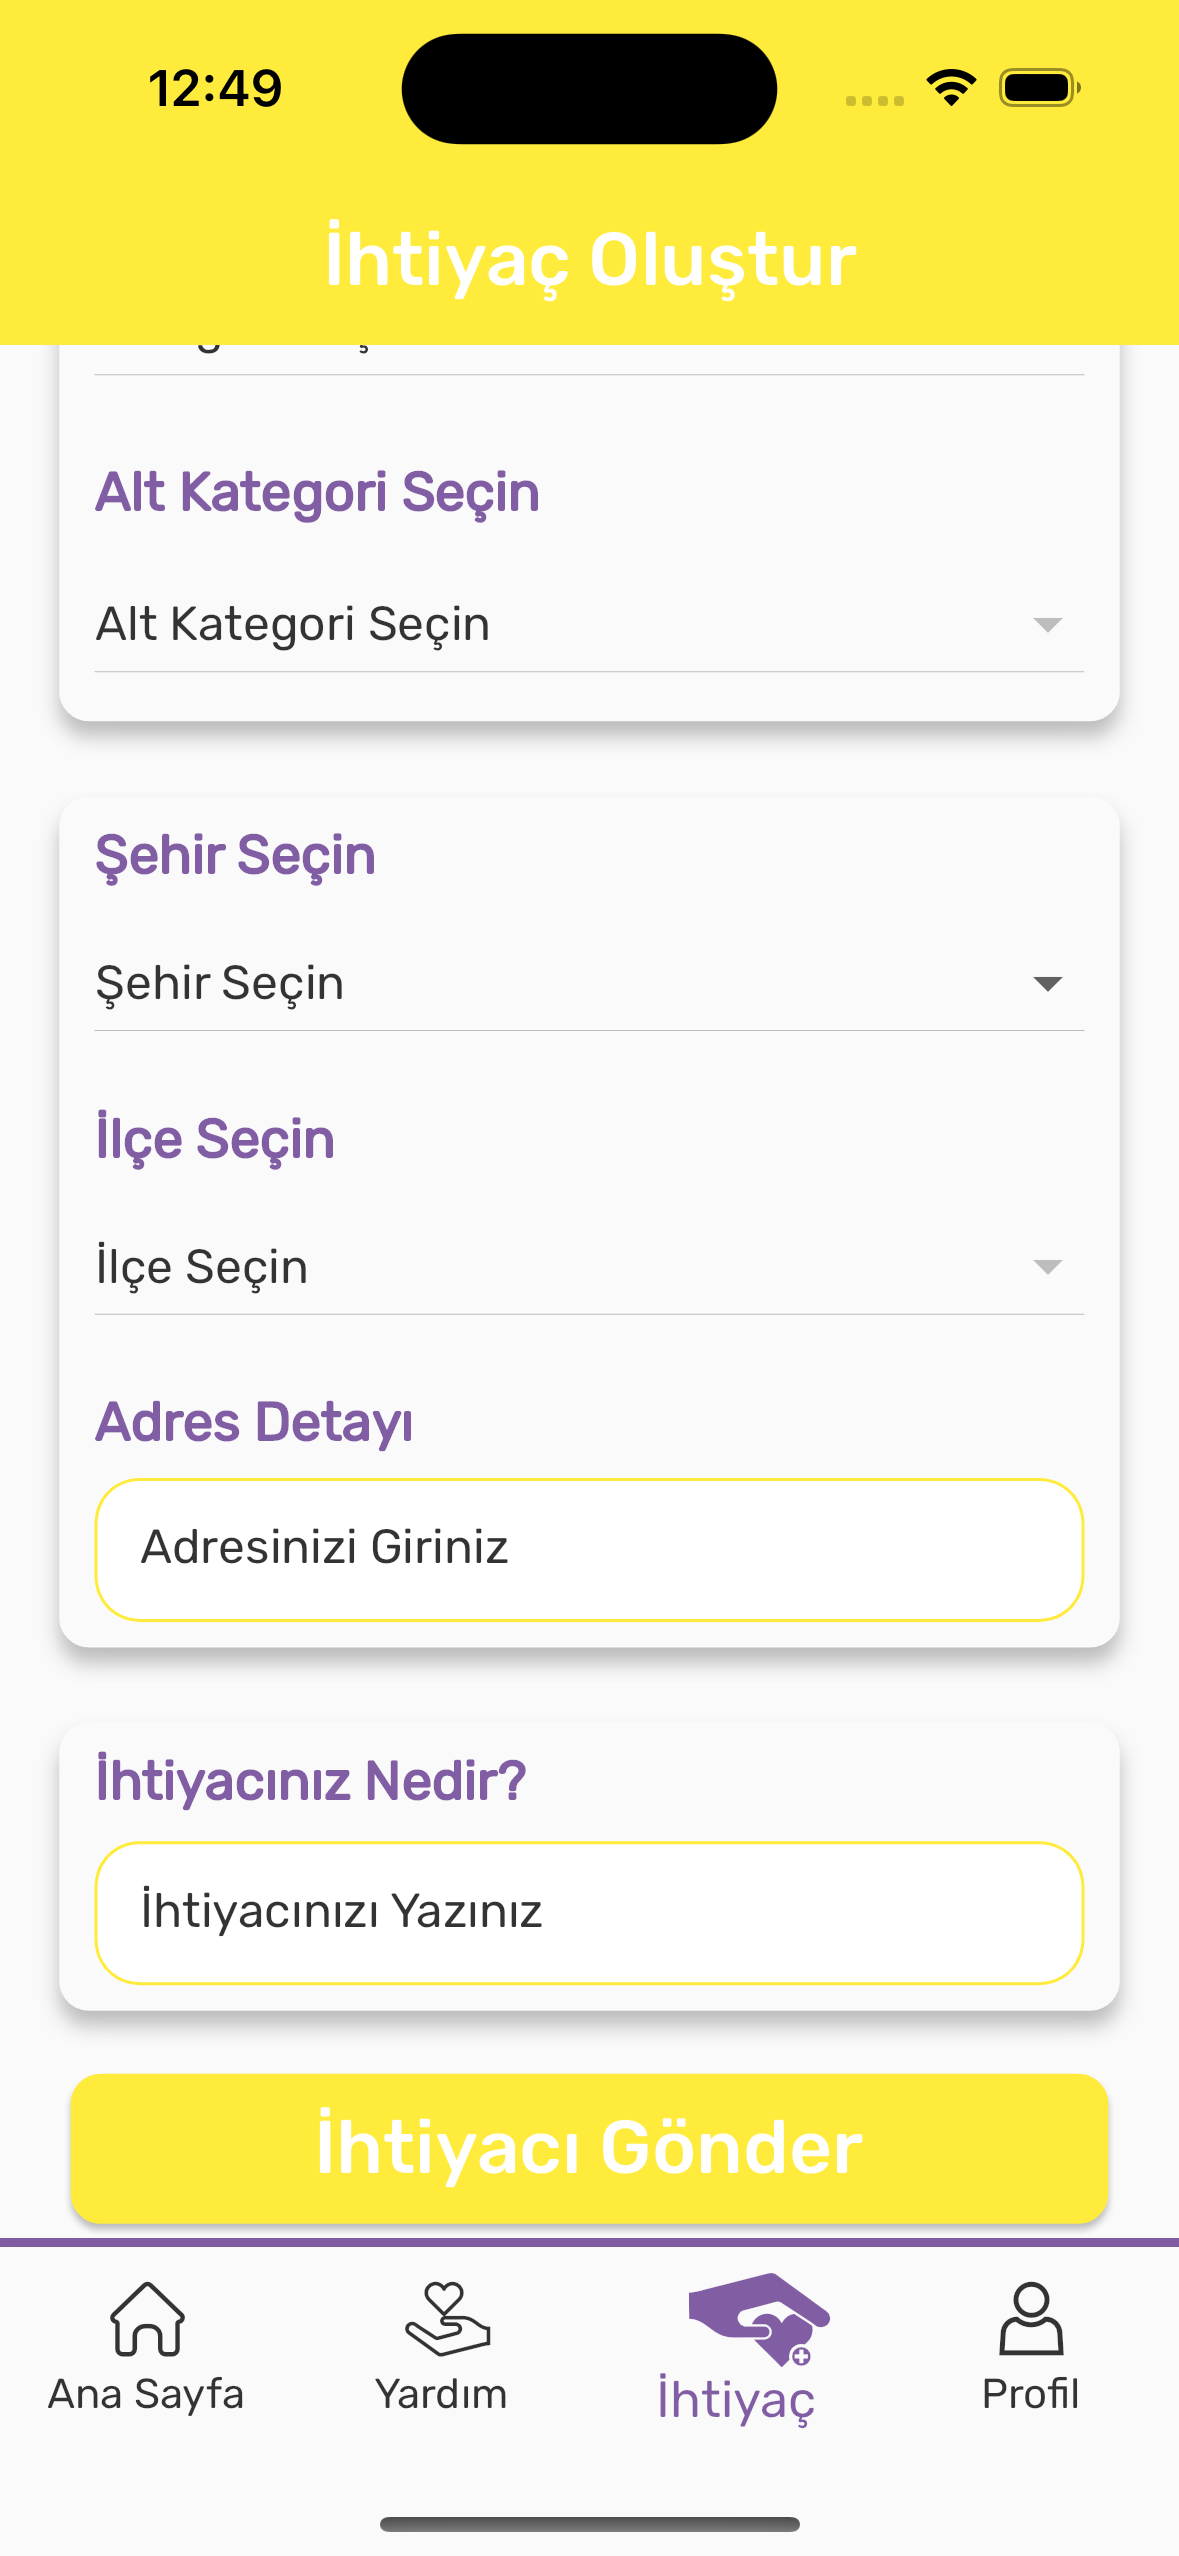 12:49
İhtiyaç Oluştur
Alt Kategori Seçin
Alt Kategori Seçin
Şehir Seçin
Şehir Seçin
İlçe Seçin
İlçe Seçin
Adres Detayı
Adresinizi Giriniz
İhtiyacınız Nedir?
İhtiyacınızı Yazınız
İhtiyacı Gönder
Ana Sayfa
Yardım
İhtiyaç
Profil